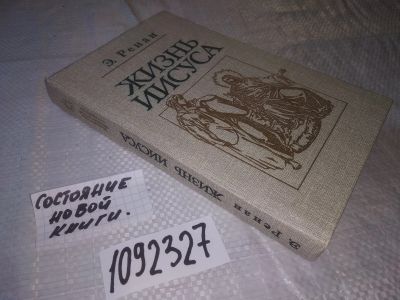 Э. Ренан
ЖИЗНЬ
ИИСУСА
Э. Ренан ЖИЗНЬ ИИСУСА
СОСТОЯНИЕ
НОВОЙ
КНИГИ.
1092327